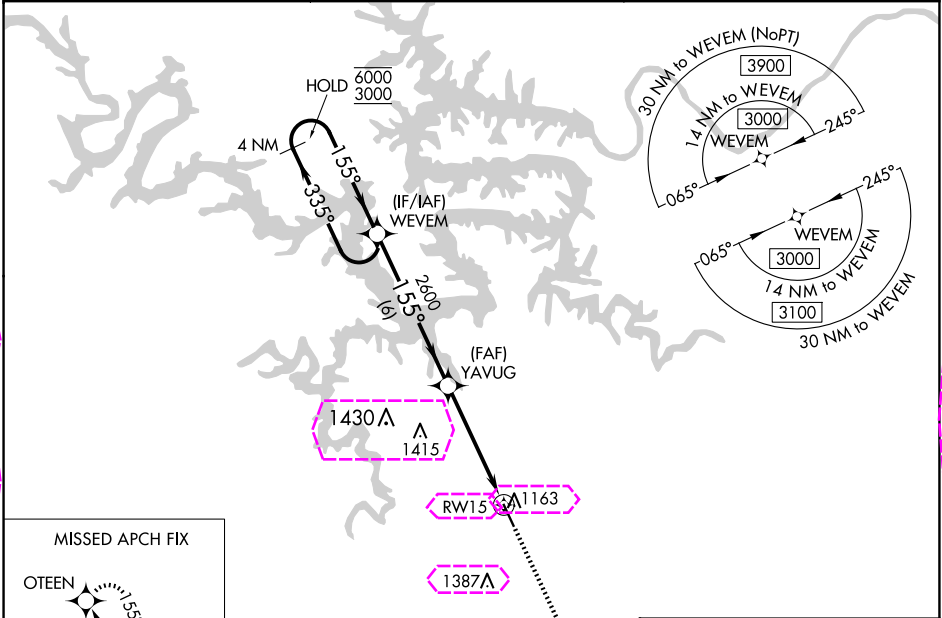 HOLD 6000
3000
4 NM
155°
335°
(IF/IAF)
WEVEM
2600
155°
(6)
(FAF)
YAVUG
1430
1415
RW15
1163
1387
30 NM to WEVEM (NoPT)
3900
14 NM to WEVEM
3000
WEVEM
245°
065°
245°
065°
WEVEM
3000
14 NM to WEVEM
3100
30 NM to WEVEM
MISSED APCH FIX
OTEEN
155°